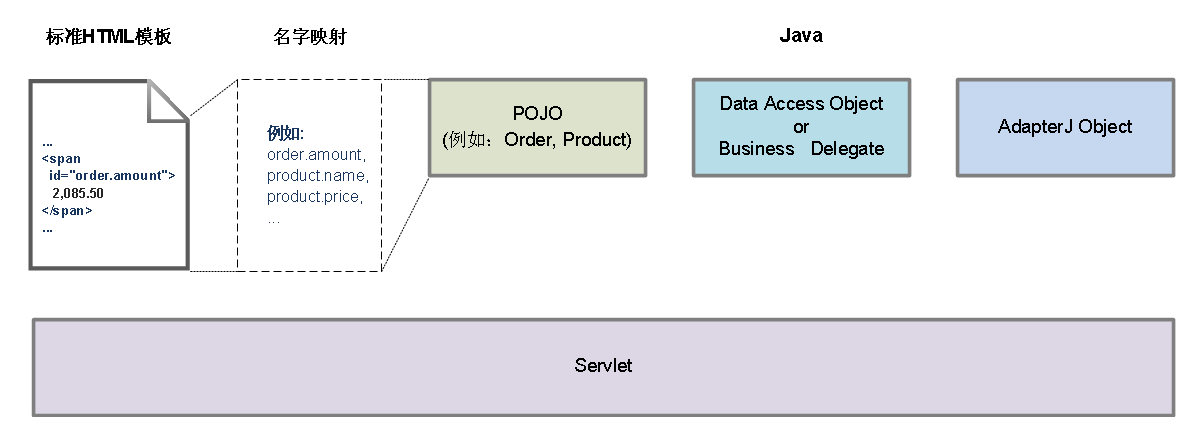 标准HTML模板
名字映射
Java
...
<span
id="order.amount">
2,085.50
</span>
...
例如:
order.amount,
product.name,
product.price,
...
POJO
(例如：Order, Product)
Data Access Object
or
Business Delegate
AdapterJ Object
Servlet